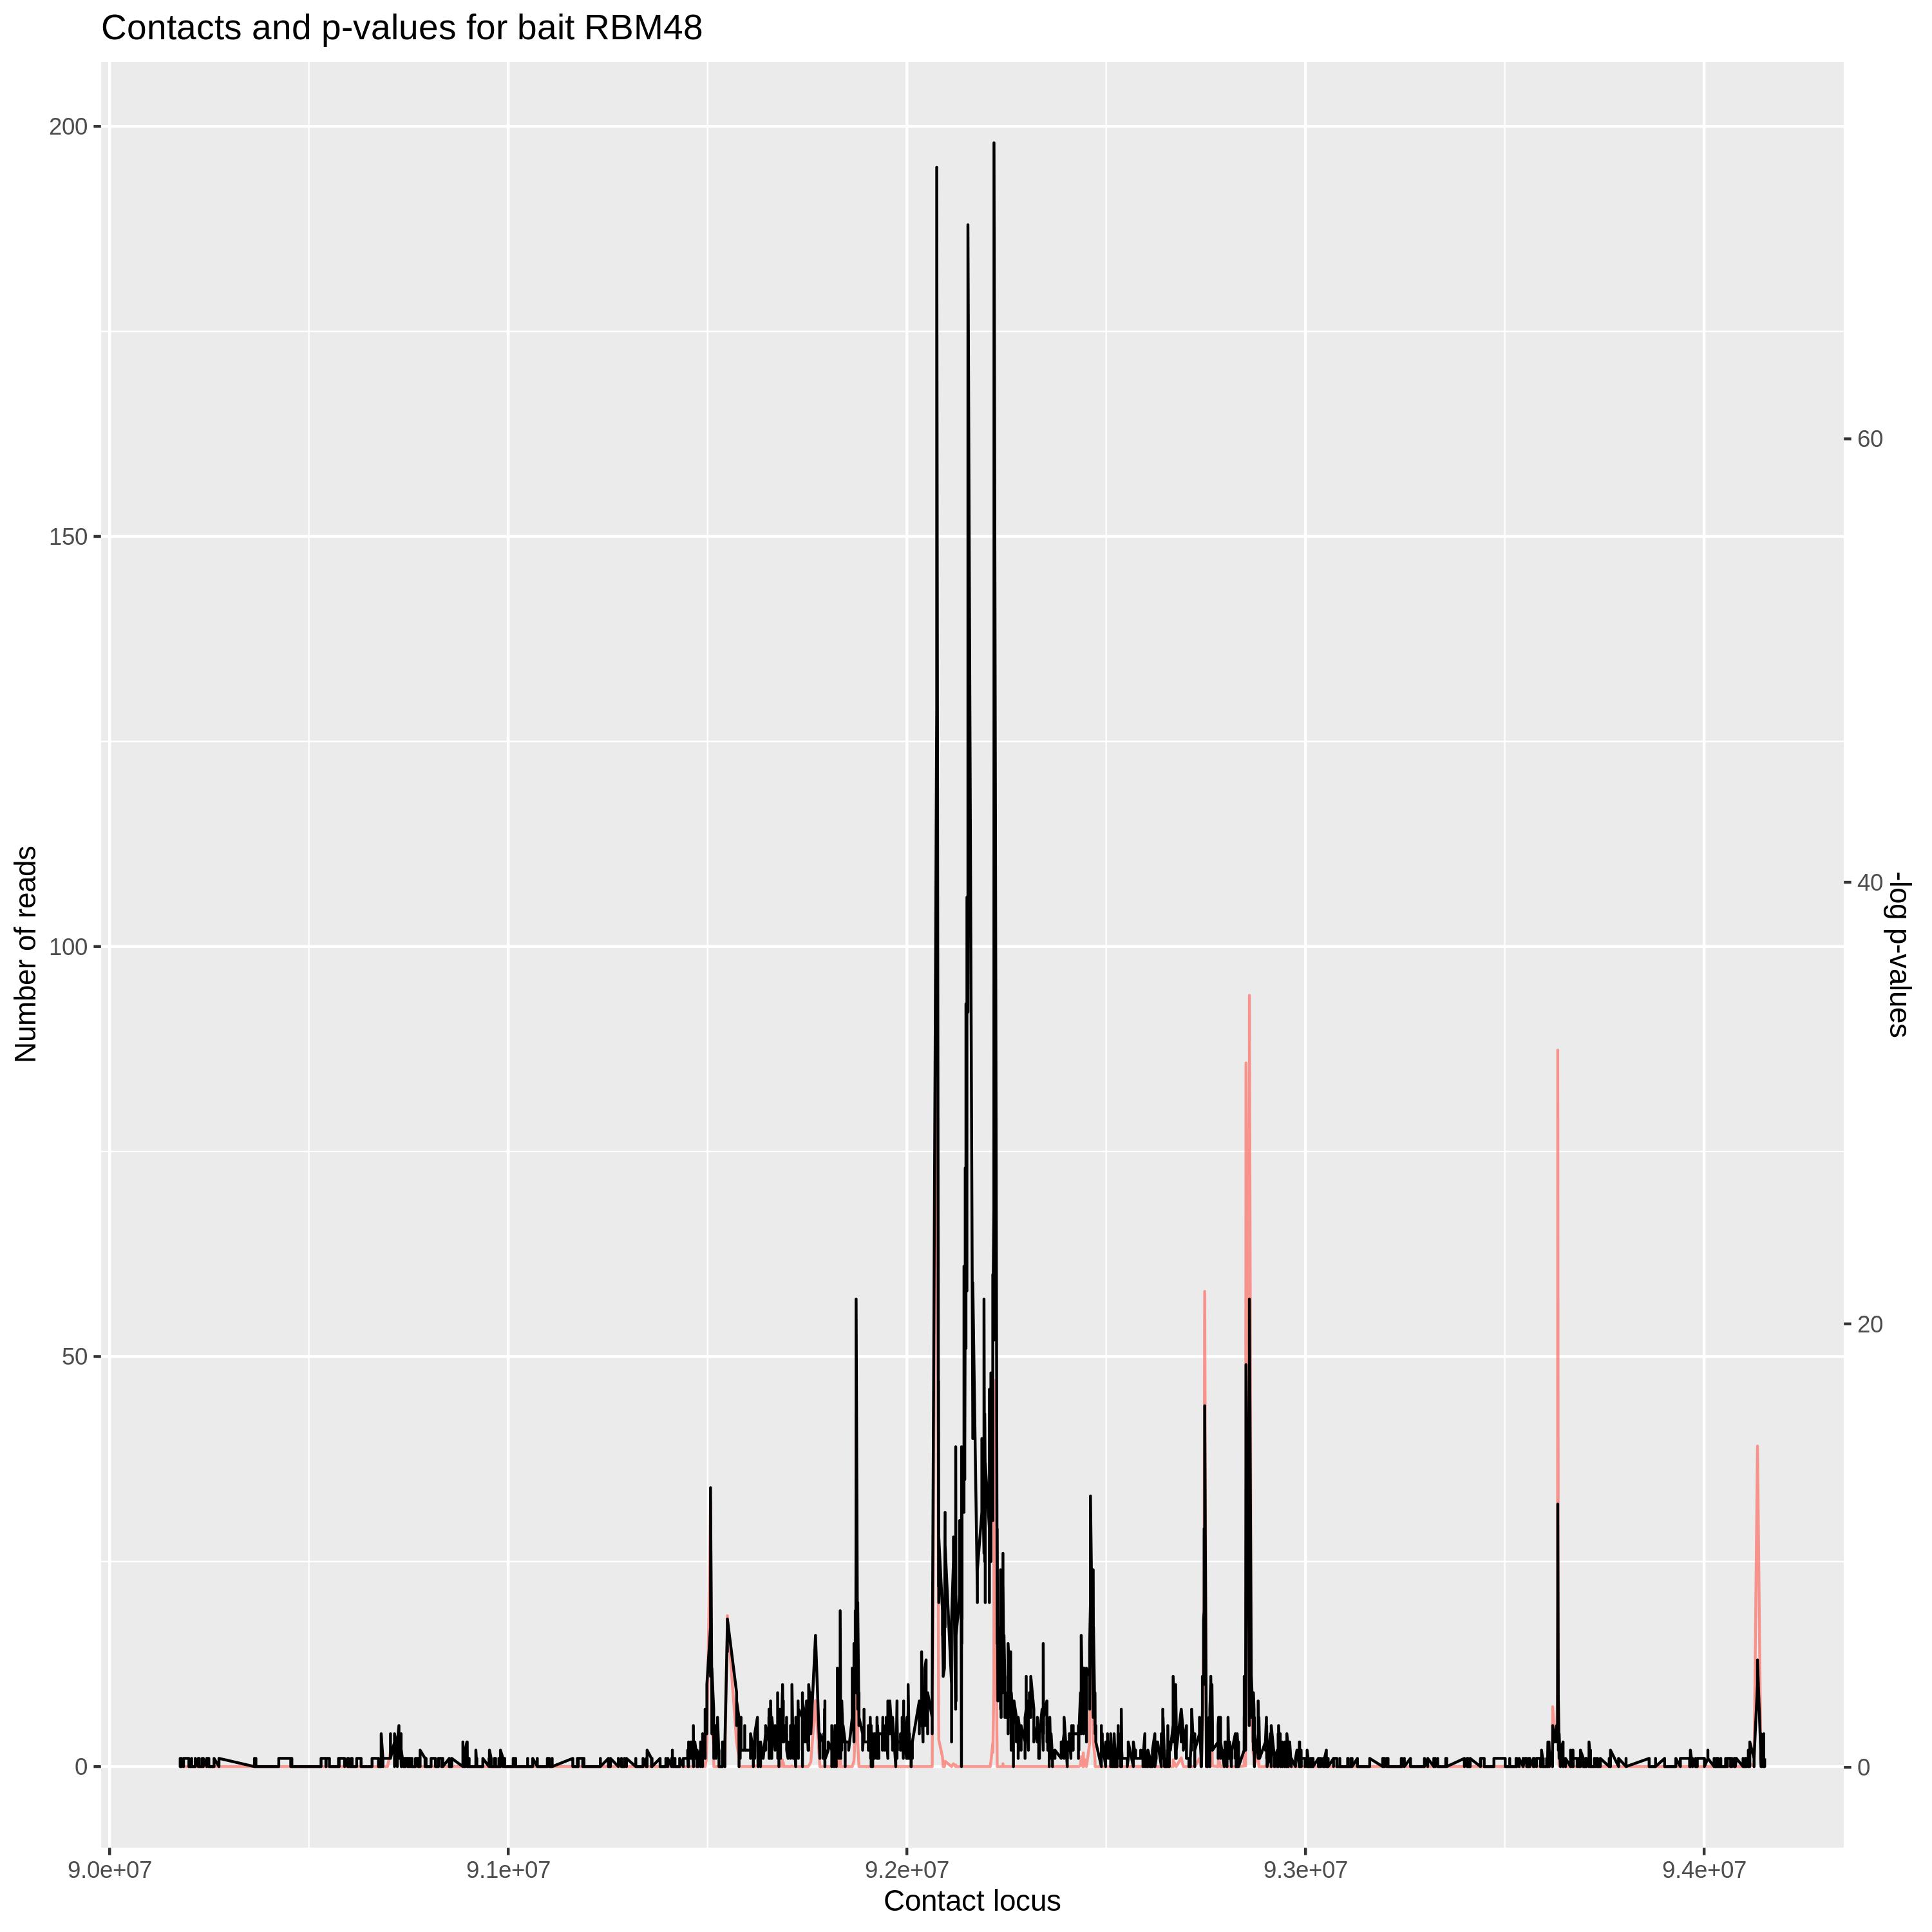 Contacts and p-values for bait RBM48
200
150
100
50
0
Number of reads
60
40
20
0
-log p-values
9.0e+07
9.1e+07
9.2e+07
9.3e+07
9.4e+07
Contact locus